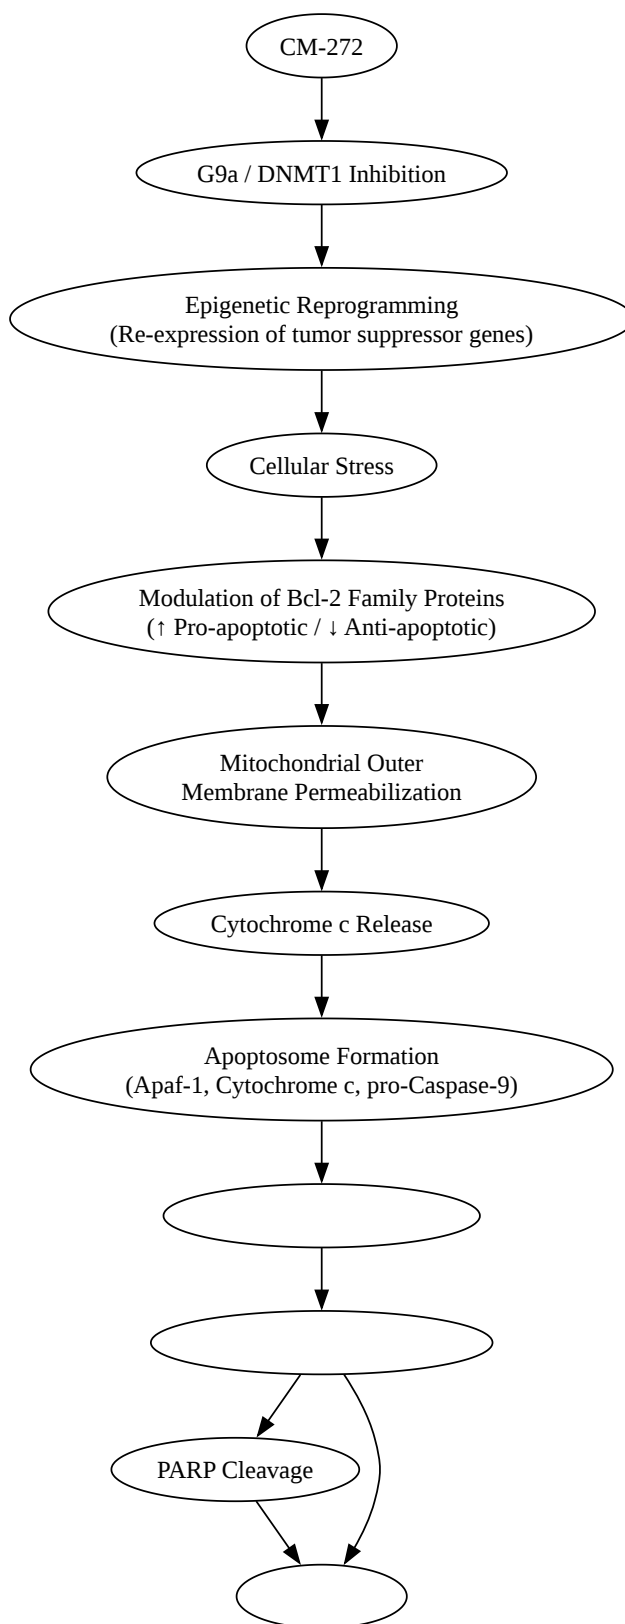 CM-272
G9a / DNMT1 Inhibition
Epigenetic Reprogramming
(Re-expression of tumor suppressor genes)
Cellular Stress
Modulation of Bcl-2 Family Proteins
(↑ Pro-apoptotic / ↓ Anti-apoptotic)
Mitochondrial Outer
Membrane Permeabilization
Cytochrome c Release
Apoptosome Formation
(Apaf-1, Cytochrome c, pro-Caspase-9)
PARP Cleavage